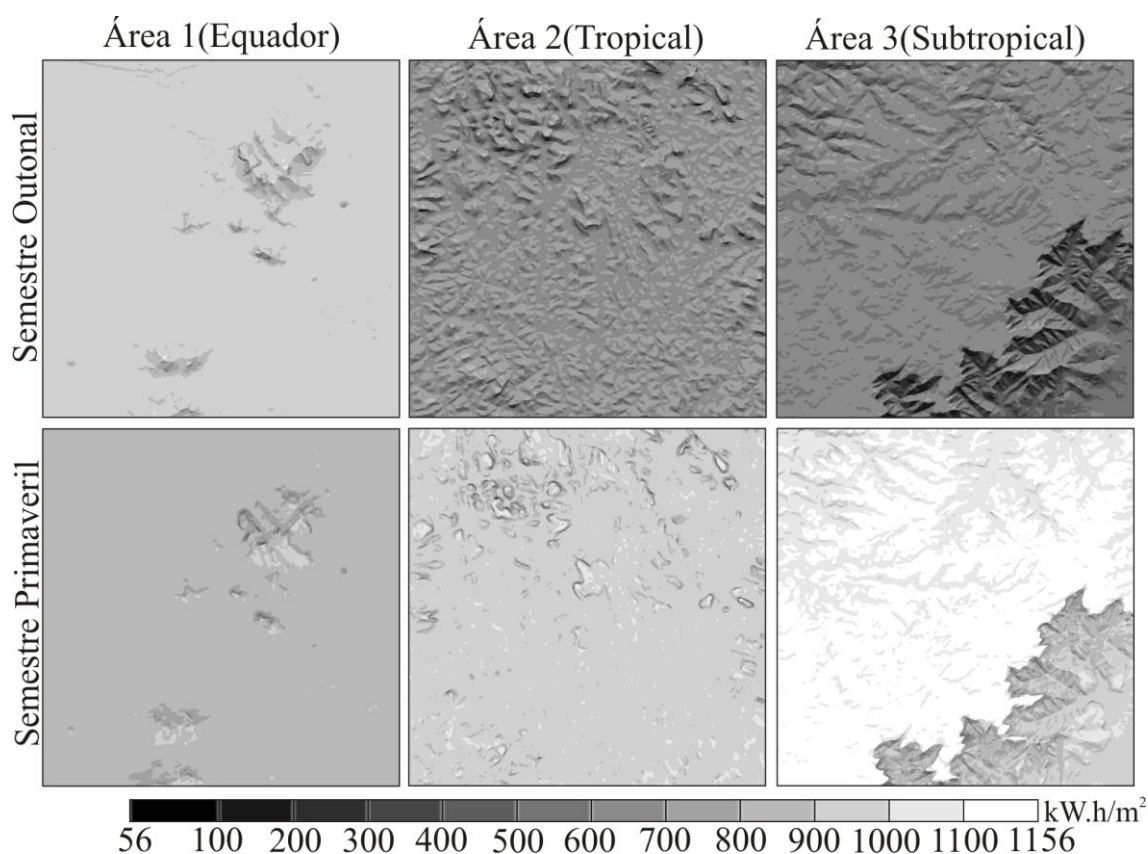 Área 1(Equador) Área 2(Tropical) Área 3(Subtropical)
Semestre Outonal
Semestre Primaveril
kW.h/m²
56 100 200 300 400 500 600 700 800 900 1000 1100 1156